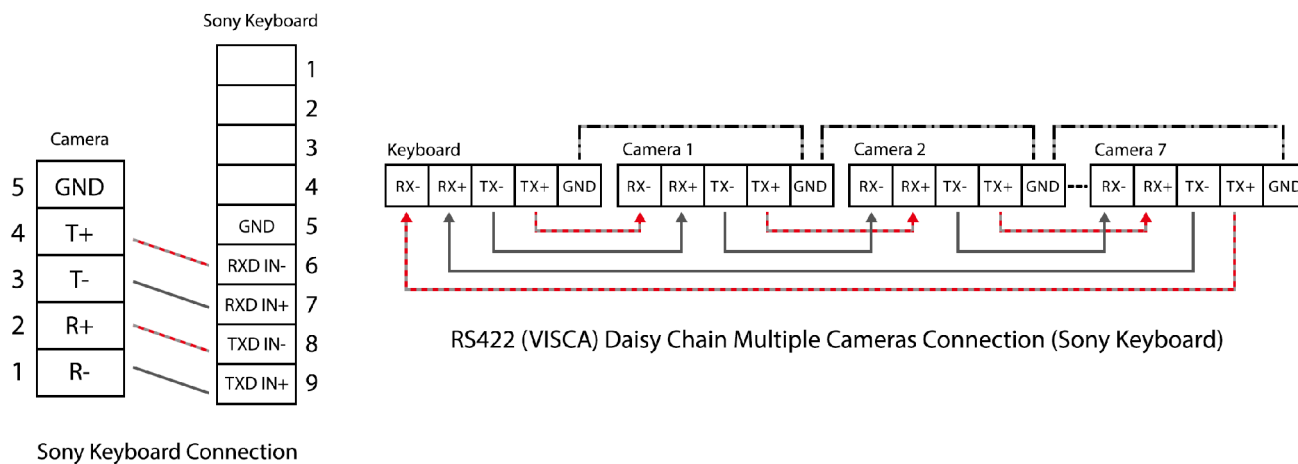 Sony Keyboard
1
2
3
4
GND 5
RXD IN- 6
RXD IN+ 7
TXD IN- 8
TXD IN+ 9
Camera
5 GND
4 T+
3 T-
2 R+
1 R-
Sony Keyboard Connection
Keyboard
RX- RX+ TX- TX+ GND
Camera 1
RX- RX+ TX- TX+ GND
Camera 2
RX- RX+ TX- TX+ GND
Camera 7
RX- RX+ TX- TX+ GND
RS422 (VISCA) Daisy Chain Multiple Cameras Connection (Sony Keyboard)